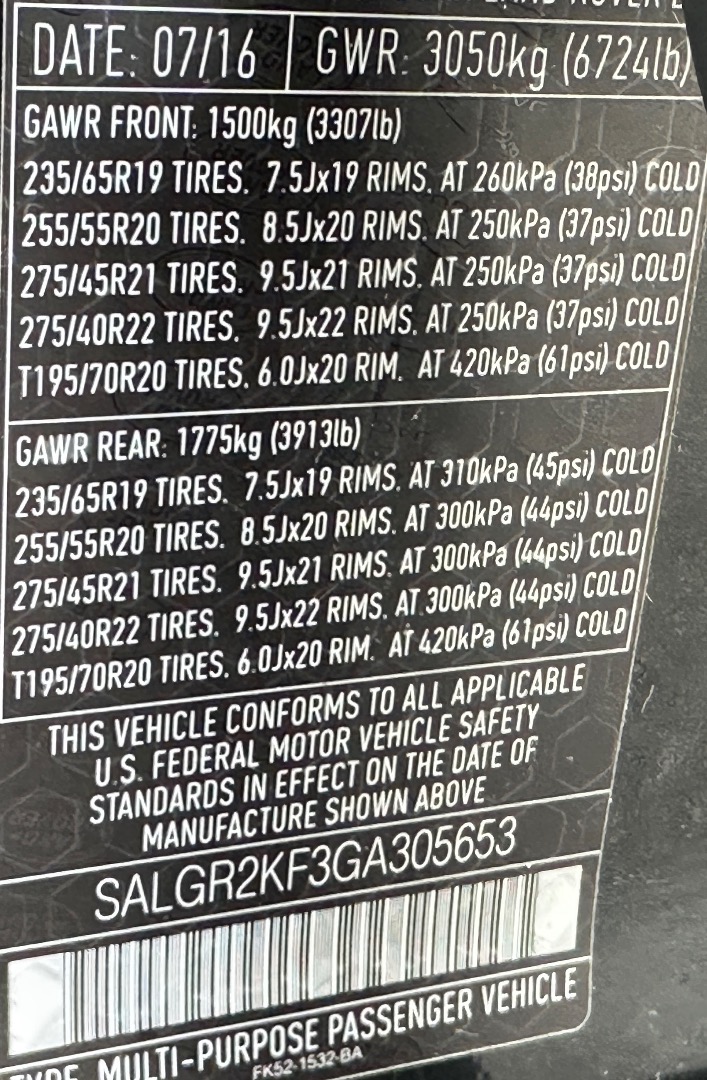 LAND ROVER
DATE: 07/16 GWR: 3050kg (6724lb)
GAWR FRONT: 1500kg (3307lb)
235/65R19 TIRES. 7.5Jx19 RIMS. AT 260kPa (38psi) COLD
255/55R20 TIRES. 8.5Jx20 RIMS. AT 250kPa (37psi) COLD
275/45R21 TIRES. 9.5Jx21 RIMS. AT 250kPa (37psi) COLD
275/40R22 TIRES. 9.5Jx22 RIMS. AT 250kPa (37psi) COLD
T195/70R20 TIRES. 6.0Jx20 RIM. AT 420kPa (61psi) COLD
GAWR REAR: 1775kg (3913lb)
235/65R19 TIRES. 7.5Jx19 RIMS. AT 310kPa (45psi) COLD
255/55R20 TIRES. 8.5Jx20 RIMS. AT 300kPa (44psi) COLD
275/45R21 TIRES. 9.5Jx21 RIMS. AT 300kPa (44psi) COLD
275/40R22 TIRES. 9.5Jx22 RIMS. AT 300kPa (44psi) COLD
T195/70R20 TIRES. 6.0Jx20 RIM. AT 420kPa (61psi) COLD
THIS VEHICLE CONFORMS TO ALL APPLICABLE
U.S. FEDERAL MOTOR VEHICLE SAFETY
STANDARDS IN EFFECT ON THE DATE OF
MANUFACTURE SHOWN ABOVE
SALGR2KF3GA305653
TYPE MULTI-PURPOSE PASSENGER VEHICLE
FK52-1532-BA